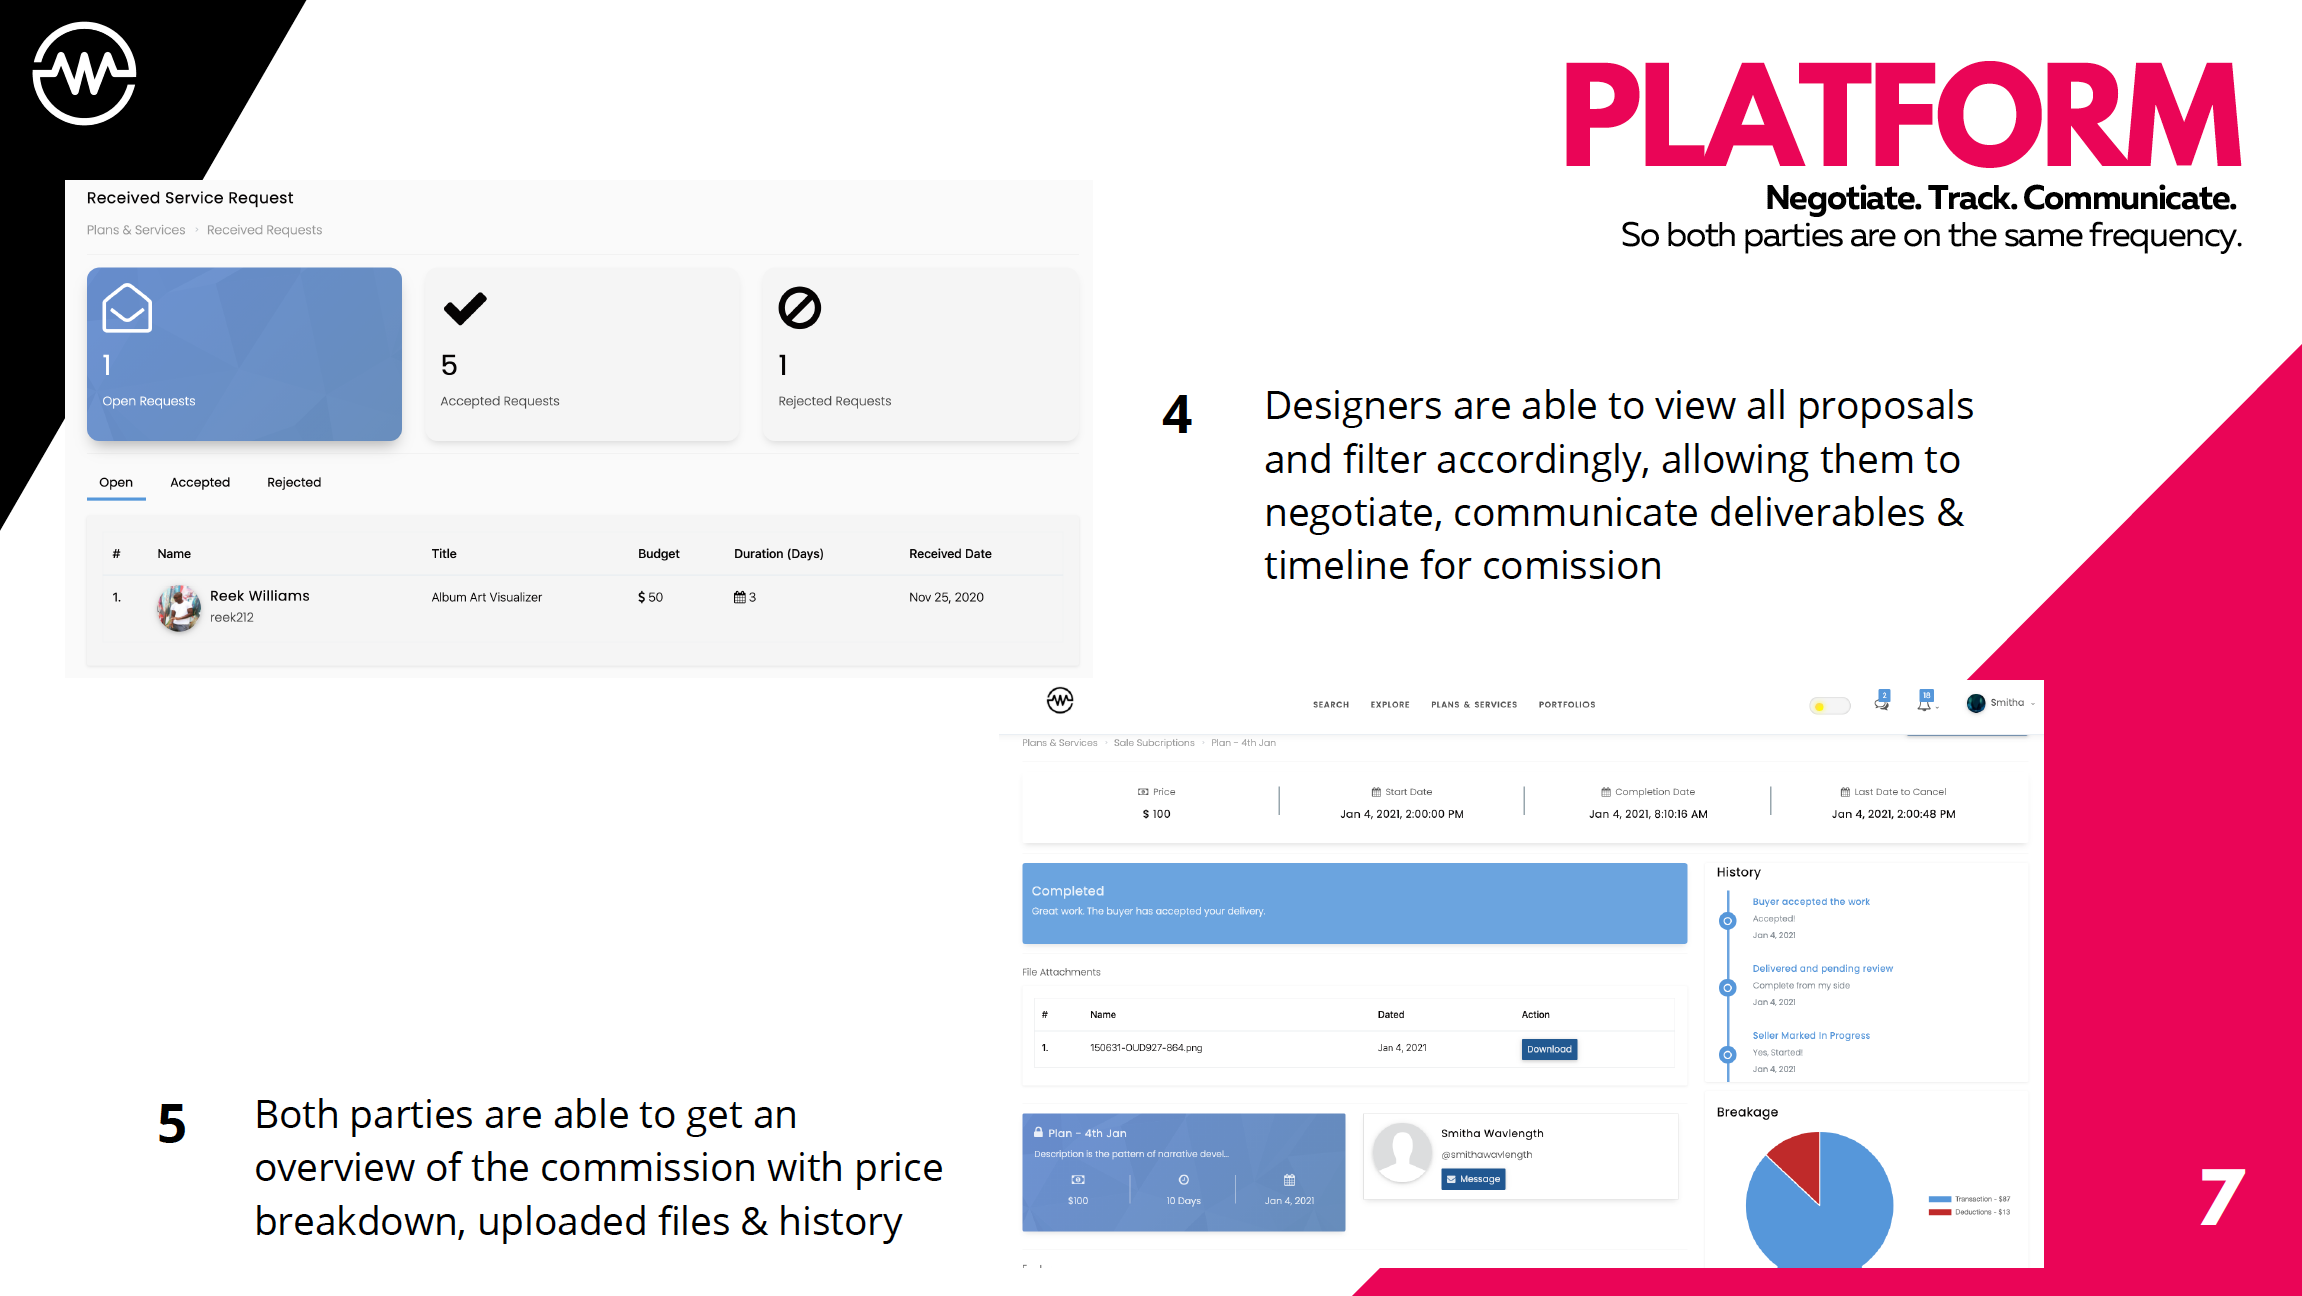 PLATFORM
Negotiate. Track. Communicate.
So both parties are on the same frequency.
Received Service Request
Plans & Services › Received Requests
1
Open Requests
5
Accepted Requests
1
Rejected Requests
Open Accepted Rejected
# Name Title Budget Duration (Days) Received Date
1. Reek Williams Album Art Visualizer $ 50 3 Nov 25, 2020
reek212
4
Designers are able to view all proposals
and filter accordingly, allowing them to
negotiate, communicate deliverables &
timeline for comission
SEARCH EXPLORE PLANS & SERVICES PORTFOLIOS 2 18 Smitha
Plans & Services › Sale Subcriptions › Plan - 4th Jan
Price Start Date Completion Date Last Date to Cancel
$ 100 Jan 4, 2021, 2:00:00 PM Jan 4, 2021, 8:10:16 AM Jan 4, 2021, 2:00:48 PM
Completed
Great work. The buyer has accepted your delivery.
File Attachments
# Name Dated Action
1. 150631-OUD927-864.png Jan 4, 2021 Download
Plan - 4th Jan
Description is the pattern of narrative devel...
$100 10 Days Jan 4, 2021
Smitha Wavlength
@smithawavlength
Message
History
Buyer accepted the work
Accepted!
Jan 4, 2021
Delivered and pending review
Complete from my side
Jan 4, 2021
Seller Marked In Progress
Yes, Started!
Jan 4, 2021
Breakage
Transaction - $87
Deductions - $13
5
Both parties are able to get an
overview of the commission with price
breakdown, uploaded files & history
7